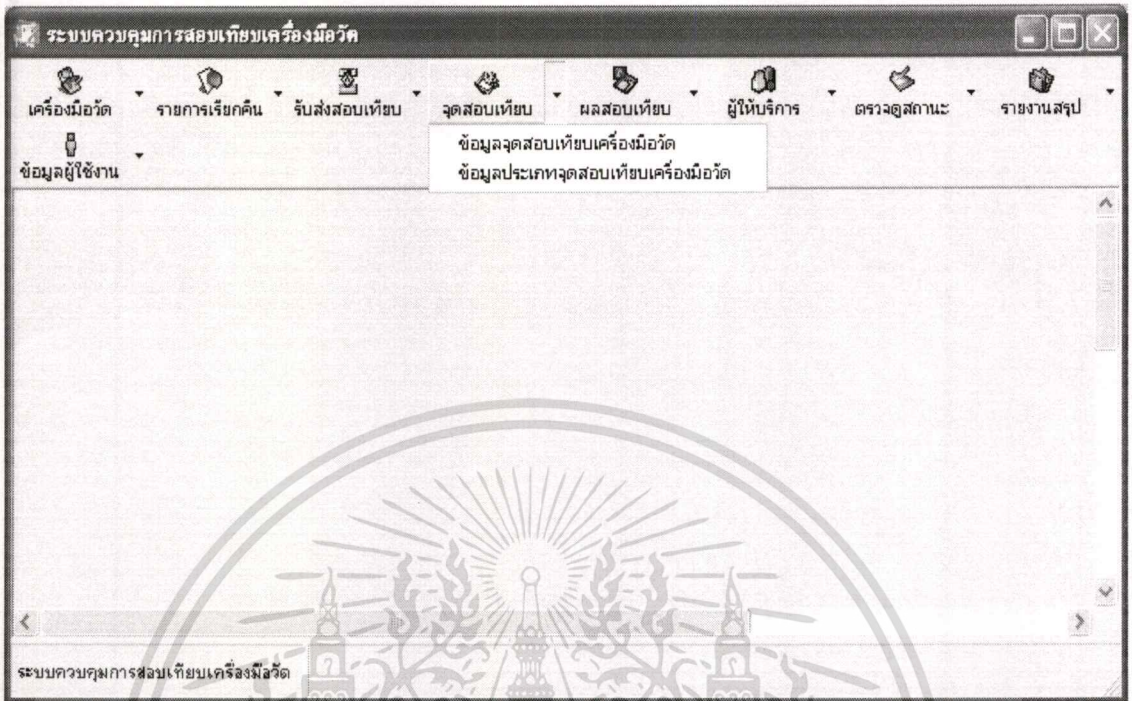 ระบบควบคุมการสอบเทียบเครื่องมือวัด
เครื่องมือวัด รายการเรียกคืน รับส่งสอบเทียบ จุดสอบเทียบ ผลสอบเทียบ ผู้ให้บริการ ตรวจดูสถานะ รายงานสรุป
ข้อมูลผู้ใช้งาน
ข้อมูลจุดสอบเทียบเครื่องมือวัด
ข้อมูลประเภทจุดสอบเทียบเครื่องมือวัด
ระบบควบคุมการสอบเทียบเครื่องมือวัด